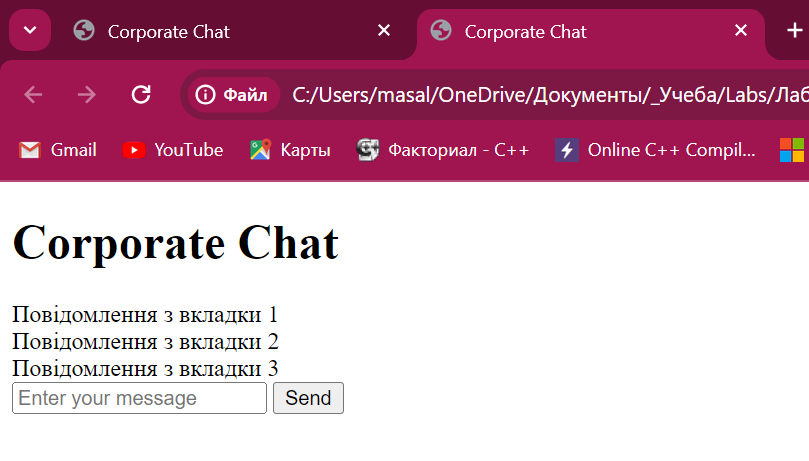 Corporate Chat
Corporate Chat
Файл C:/Users/masal/OneDrive/Документы/_Учеба/Labs/Лаб
Gmail YouTube Карты Факториал - C++ Online C++ Compil...
Corporate Chat
Повідомлення з вкладки 1
Повідомлення з вкладки 2
Повідомлення з вкладки 3
Enter your message Send